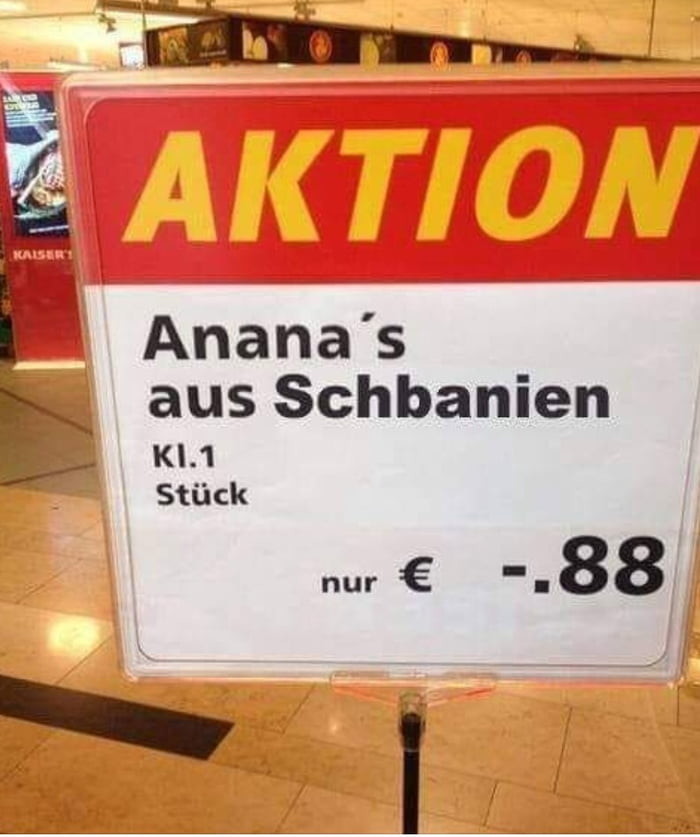 AKTION
Anana´s
aus Schbanien
Kl.1
Stück
nur € -.88
KAISER'